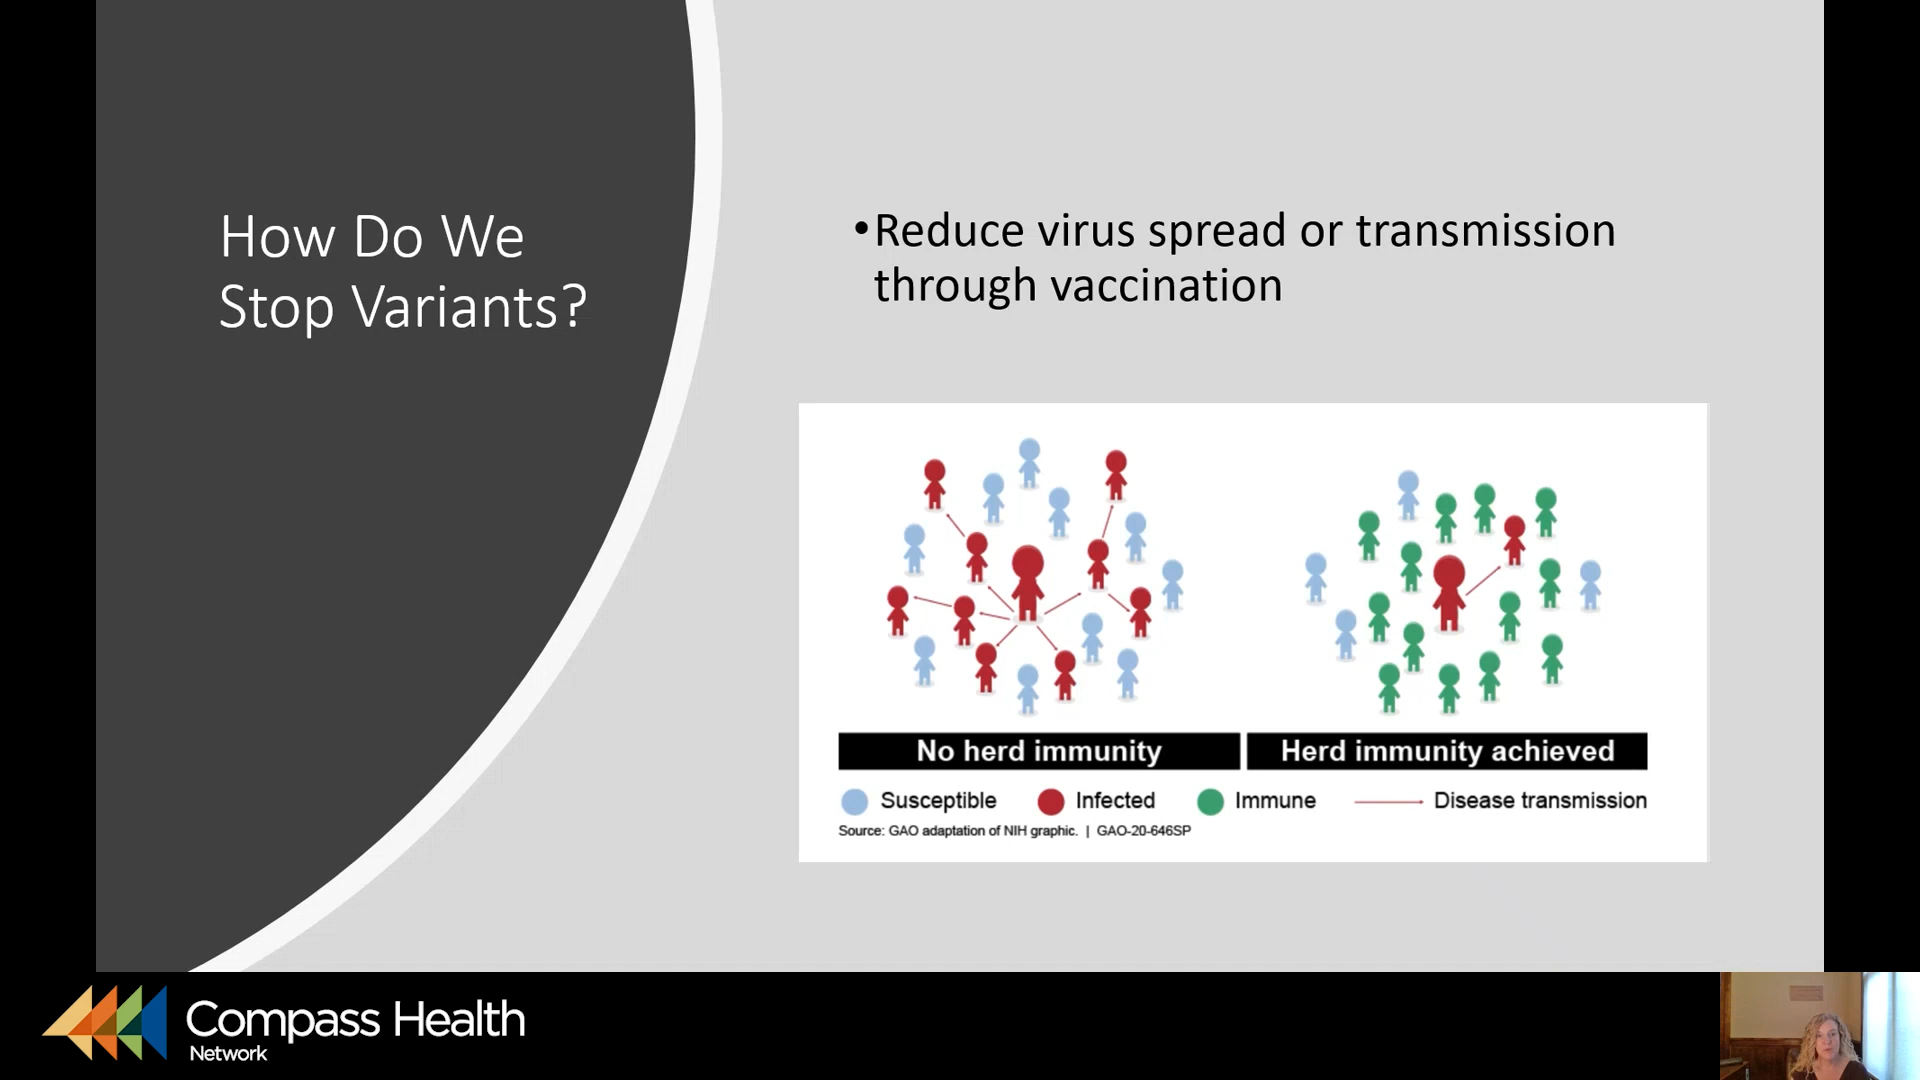 How Do We
Stop Variants?
•Reduce virus spread or transmission
through vaccination
No herd immunity
Herd immunity achieved
Susceptible
Infected
Immune
Disease transmission
Source: GAO adaptation of NIH graphic. | GAO-20-646SP
Compass Health
Network